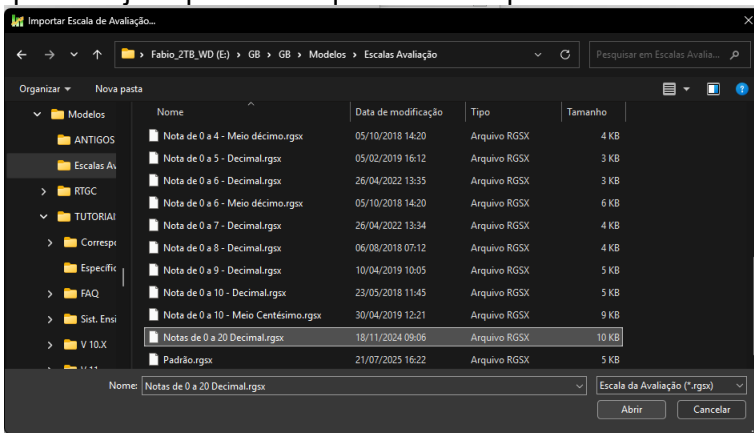 Importar Escala de Avaliação...
Fabio_2TB_WD (E:) > GB > GB > Modelos > Escalas Avaliação
Pesquisar em Escalas Avalia...
Organizar Nova pasta
Nome Data de modificação Tipo Tamanho
Modelos
ANTIGOS
Escalas Av
RTGC
TUTORIAI
Correspo
Específic
FAQ
Sist. Ensi
V 10.X
Nota de 0 a 4 - Meio décimo.rgsx 05/10/2018 14:20 Arquivo RGSX 4 KB
Nota de 0 a 5 - Decimal.rgsx 05/02/2019 16:12 Arquivo RGSX 3 KB
Nota de 0 a 6 - Decimal.rgsx 26/04/2022 13:35 Arquivo RGSX 3 KB
Nota de 0 a 6 - Meio décimo.rgsx 05/10/2018 14:20 Arquivo RGSX 6 KB
Nota de 0 a 7 - Decimal.rgsx 26/04/2022 13:34 Arquivo RGSX 4 KB
Nota de 0 a 8 - Decimal.rgsx 06/08/2018 07:12 Arquivo RGSX 4 KB
Nota de 0 a 9 - Decimal.rgsx 10/04/2019 10:05 Arquivo RGSX 5 KB
Nota de 0 a 10 - Decimal.rgsx 23/05/2018 11:45 Arquivo RGSX 5 KB
Nota de 0 a 10 - Meio Centésimo.rgsx 30/04/2019 12:21 Arquivo RGSX 9 KB
Notas de 0 a 20 Decimal.rgsx 18/11/2024 09:06 Arquivo RGSX 10 KB
Padrão.rgsx 21/07/2025 16:22 Arquivo RGSX 5 KB
Nome: Notas de 0 a 20 Decimal.rgsx Escala da Avaliação (*.rgsx)
Abrir Cancelar